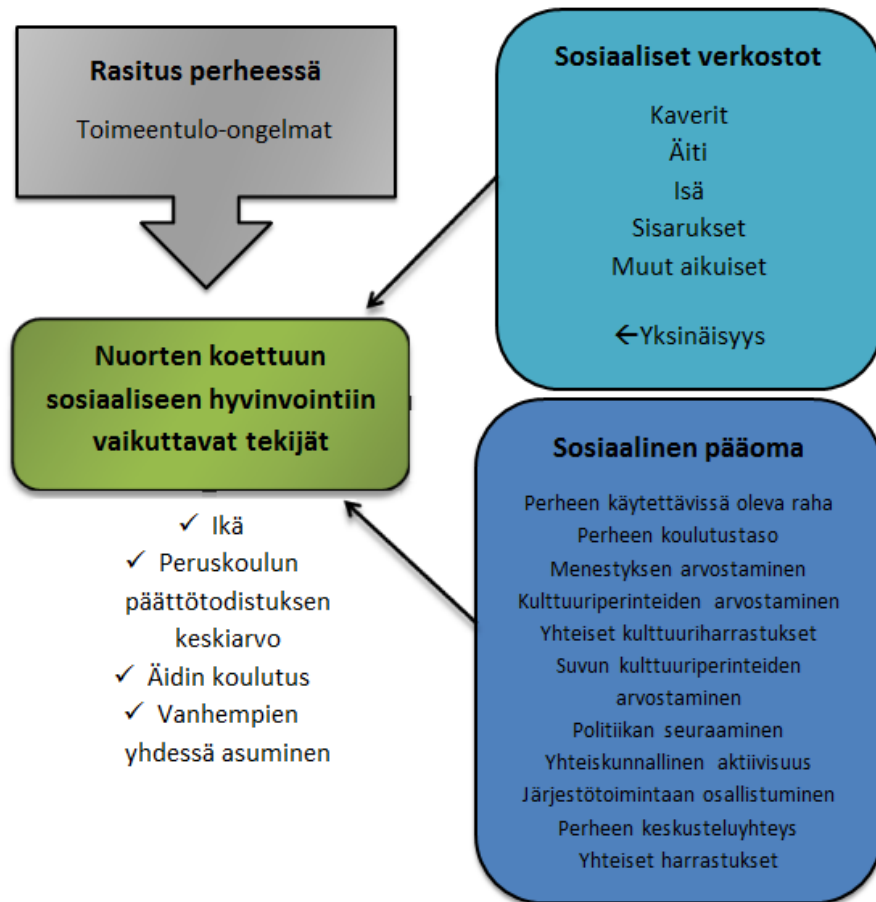 Rasitus perheessä
Toimeentulo-ongelmat
Sosiaaliset verkostot
Kaverit
Äiti
Isä
Sisarukset
Muut aikuiset
←Yksinäisyys
Nuorten koettuun
sosiaaliseen hyvinvointiin
vaikuttavat tekijät
✓ Ikä
✓ Peruskoulun
päättötodistuksen
keskiarvo
✓ Äidin koulutus
✓ Vanhempien
yhdessä asuminen
Sosiaalinen pääoma
Perheen käytettävissä oleva raha
Perheen koulutustaso
Menestyksen arvostaminen
Kulttuuriperinteiden arvostaminen
Yhteiset kulttuuriharrastukset
Suvun kulttuuriperinteiden
arvostaminen
Politiikan seuraaminen
Yhteiskunnallinen aktiivisuus
Järjestötoimintaan osallistuminen
Perheen keskusteluyhteys
Yhteiset harrastukset